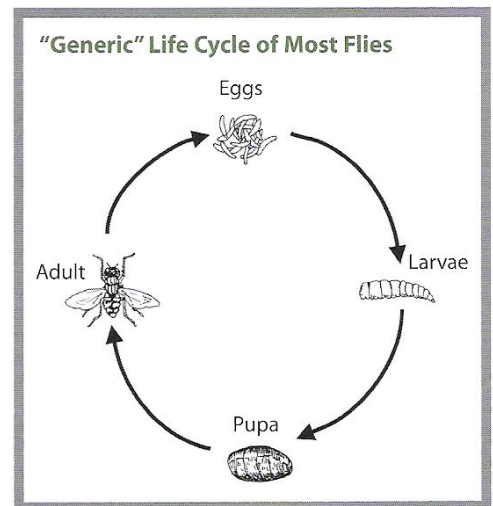 “Generic” Life Cycle of Most Flies
Eggs
Larvae
Adult
Pupa